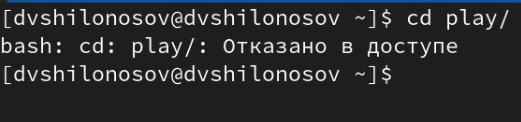 [dvshilonosov@dvshilonosov ~]$ cd play/
bash: cd: play/: Отказано в доступе
[dvshilonosov@dvshilonosov ~]$